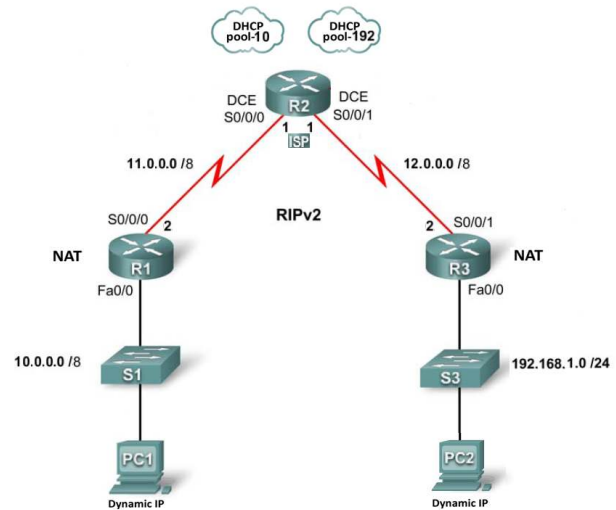 DHCP
pool-10
DHCP
pool-192
DCE
S0/0/0
R2
DCE
S0/0/1
1 1
ISP
11.0.0.0 /8
12.0.0.0 /8
RIPv2
S0/0/0
2
2
S0/0/1
NAT
R1
R3
NAT
Fa0/0
Fa0/0
10.0.0.0 /8
S1
S3
192.168.1.0 /24
PC1
PC2
Dynamic IP
Dynamic IP